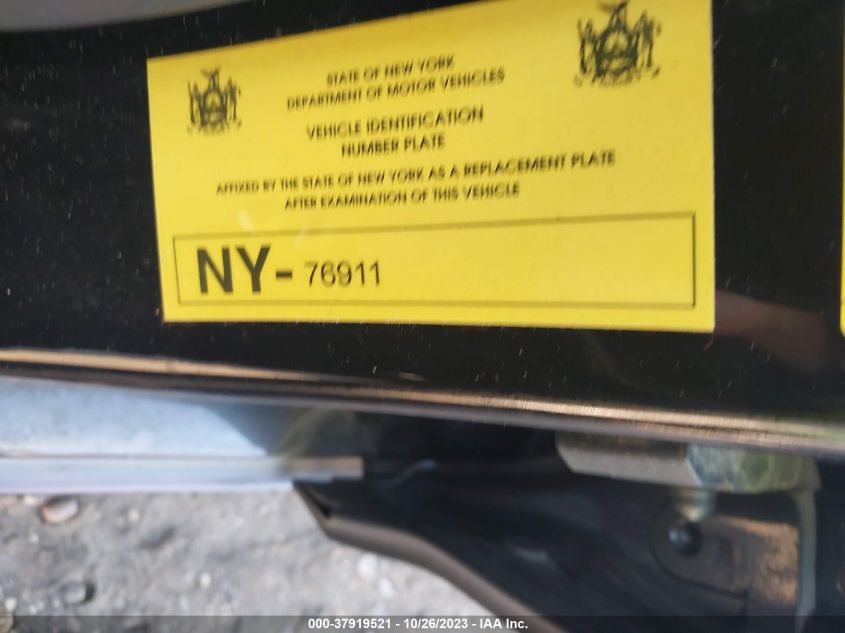 STATE OF NEW YORK
DEPARTMENT OF MOTOR VEHICLES
VEHICLE IDENTIFICATION
NUMBER PLATE
AFFIXED BY THE STATE OF NEW YORK AS A REPLACEMENT PLATE
AFTER EXAMINATION OF THIS VEHICLE
NY- 76911
000-37919521 - 10/26/2023 - IAA Inc.